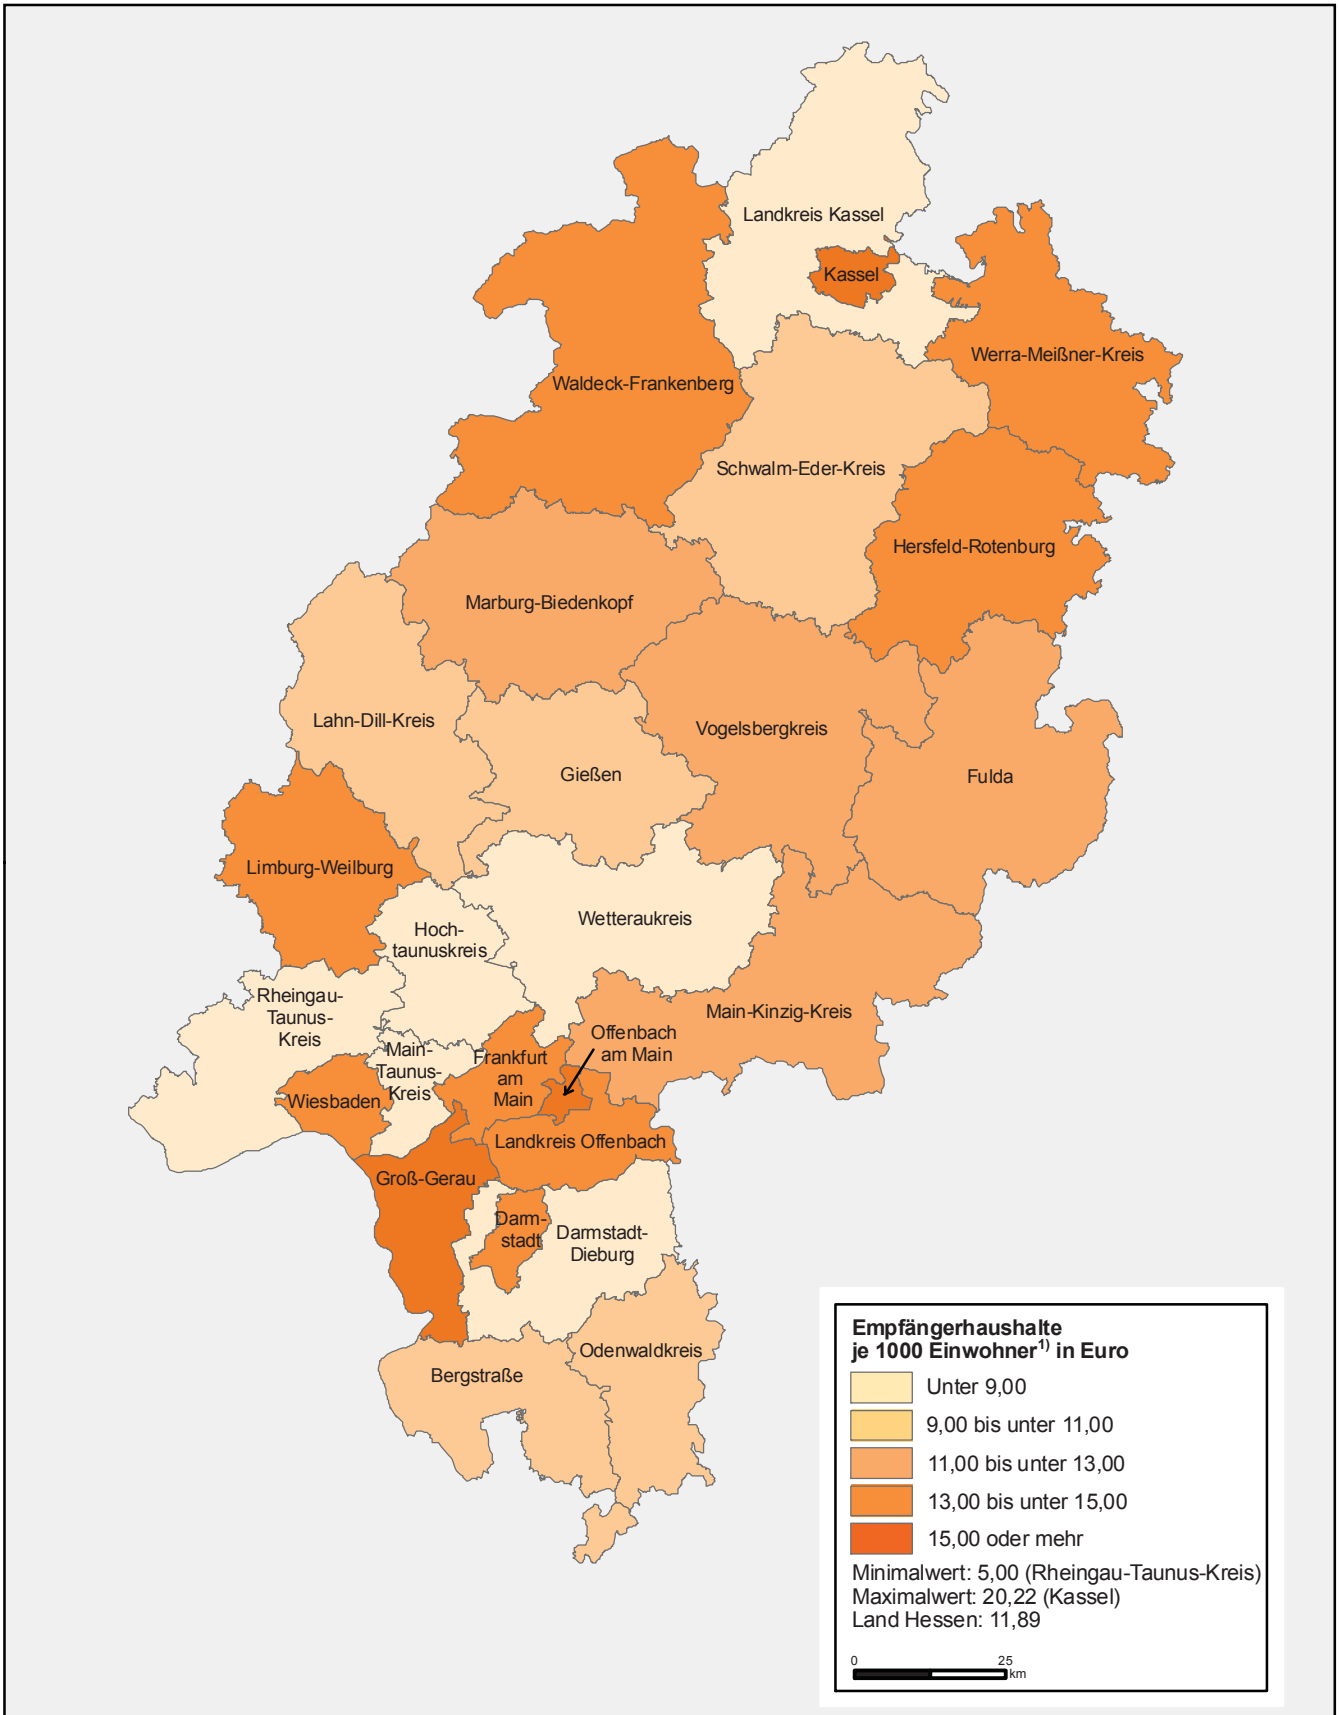 Landkreis Kassel
Kassel
Werra-Meißner-Kreis
Waldeck-Frankenberg
Schwalm-Eder-Kreis
Hersfeld-Rotenburg
Marburg-Biedenkopf
Lahn-Dill-Kreis
Vogelsbergkreis
Gießen
Fulda
Limburg-Weilburg
Wetteraukreis
Hoch-
taunuskreis
Rheingau-
Taunus-
Kreis
Main-Kinzig-Kreis
Offenbach
am Main
Main-
Taunus-
Kreis
Frankfurt
am
Main
Wiesbaden
Landkreis Offenbach
Groß-Gerau
Darm-
stadt
Darmstadt-
Dieburg
Odenwaldkreis
Bergstraße
Empfängerhaushalte
je 1000 Einwohner1) in Euro
Unter 9,00
9,00 bis unter 11,00
11,00 bis unter 13,00
13,00 bis unter 15,00
15,00 oder mehr
Minimalwert: 5,00 (Rheingau-Taunus-Kreis)
Maximalwert: 20,22 (Kassel)
Land Hessen: 11,89
0 25
km